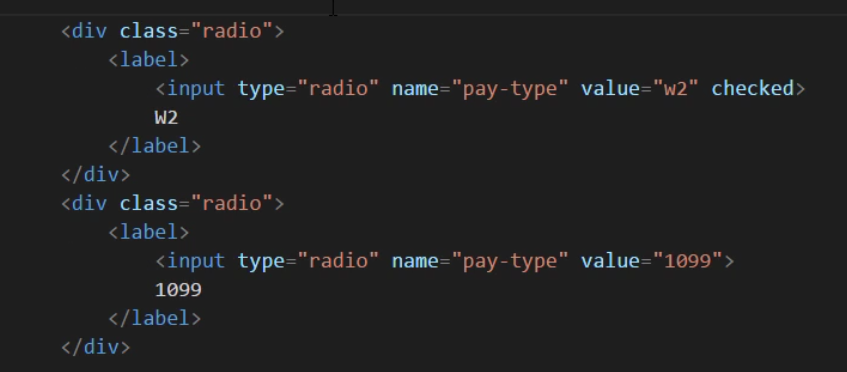 <div class="radio">
<label>
<input type="radio" name="pay-type" value="w2" checked>
W2
</label>
</div>
<div class="radio">
<label>
<input type="radio" name="pay-type" value="1099">
1099
</label>
</div>